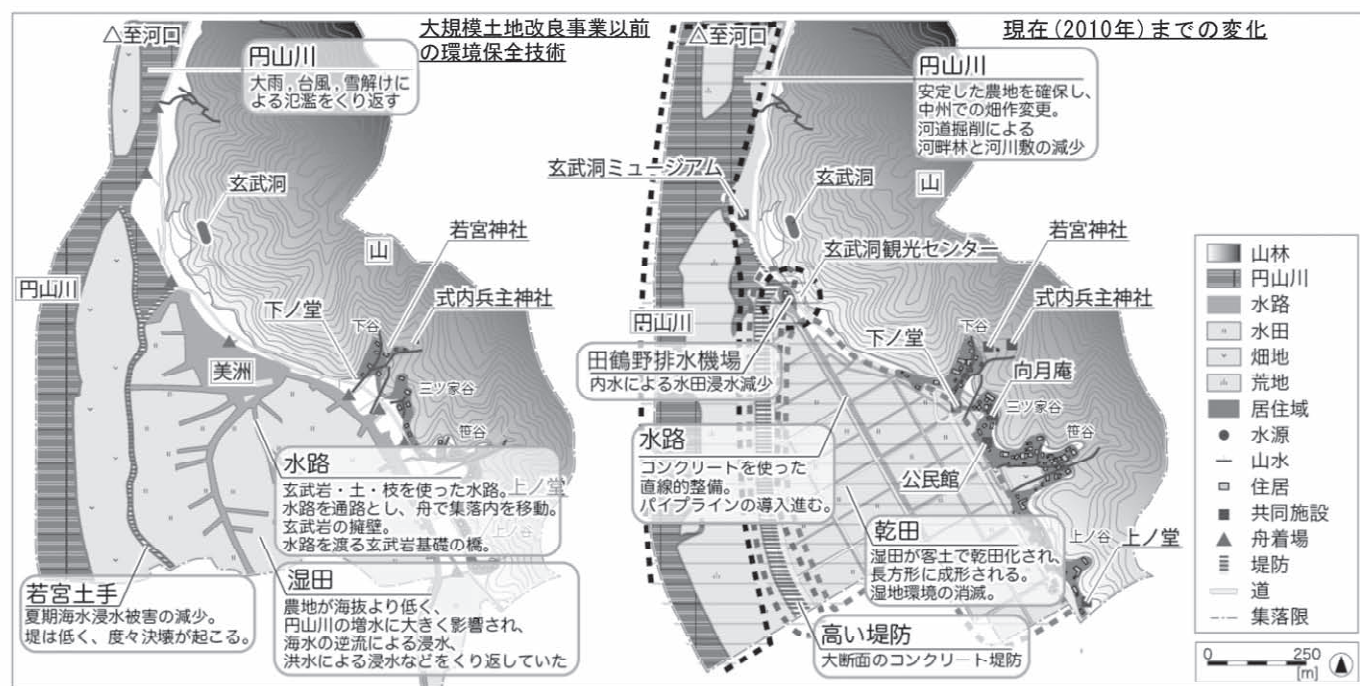 大規模土地改良事業以前
の環境保全技術
△至河口
円山川
大雨，台風，雪解けに
よる氾濫をくり返す
玄武洞
山
若宮神社
円山川
式内兵主神社
下ノ堂
下谷
美洲
三ツ家谷
笹谷
水路
玄武岩・土・枝を使った水路。
水路を通路とし、舟で集落内を移動。
玄武岩の擁壁。
水路を渡る玄武岩基礎の橋。
上ノ堂
上ノ谷
若宮土手
夏期海水浸水被害の減少。
堤は低く、度々決壊が起こる。
湿田
農地が海抜より低く、
円山川の増水に大きく影響され、
海水の逆流による浸水、
洪水による浸水などをくり返していた
現在(2010年)までの変化
△至河口
円山川
安定した農地を確保し、
中州での畑作変更。
河道掘削による
河畔林と河川敷の減少
玄武洞ミュージアム
玄武洞
山
若宮神社
玄武洞観光センター
式内兵主神社
円山川
下ノ堂
下谷
田鶴野排水機場
内水による水田浸水減少
向月庵
三ツ家谷
笹谷
水路
コンクリートを使った
直線的整備。
パイプラインの導入進む。
公民館
乾田
湿田が客土で乾田化され、
長方形に成形される。
湿地環境の消滅。
上ノ谷
上ノ堂
高い堤防
大断面のコンクリート堤防
山林
円山川
水路
水田
畑地
荒地
居住域
水源
山水
住居
共同施設
舟着場
堤防
道
集落限
0 250
[m]